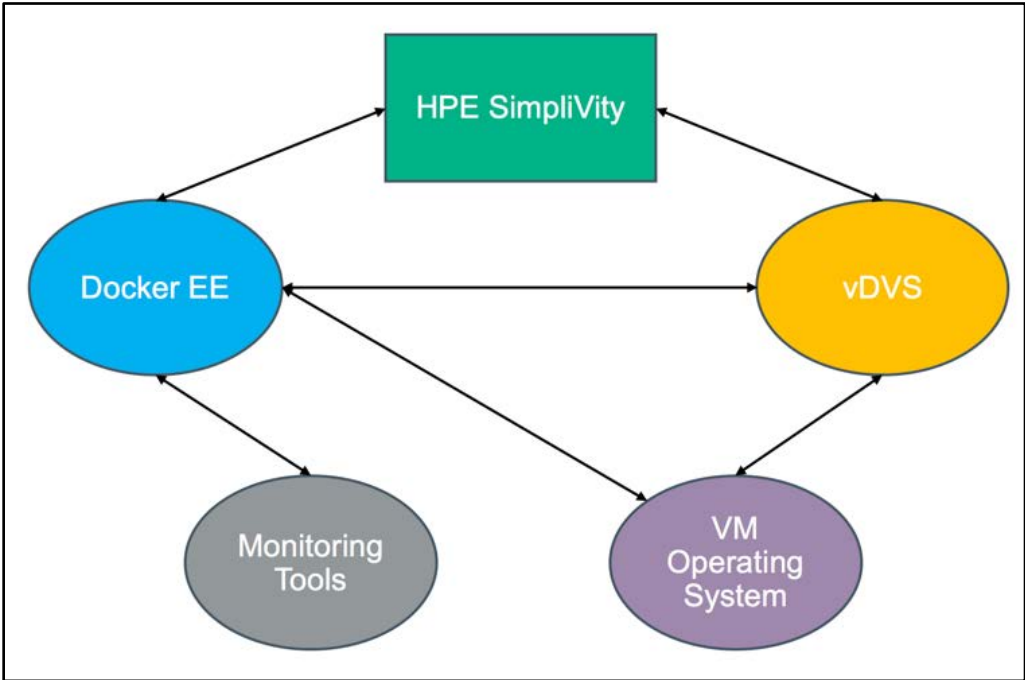 HPE SimpliVity
Docker EE
vDVS
Monitoring
Tools
VM
Operating
System